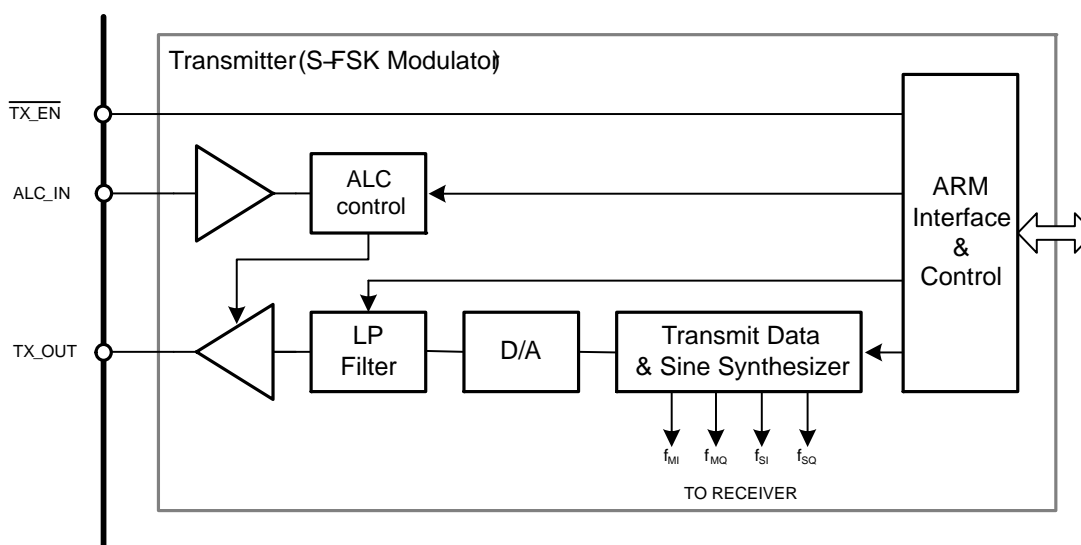 Transmitter (S-FSK Modulator)
TX_EN
ALC_IN
TX_OUT
ALC
control
ARM
Interface
&
Control
LP
Filter
D/A
Transmit Data
& Sine Synthesizer
fMI
fMQ
fSI
fSQ
TO RECEIVER